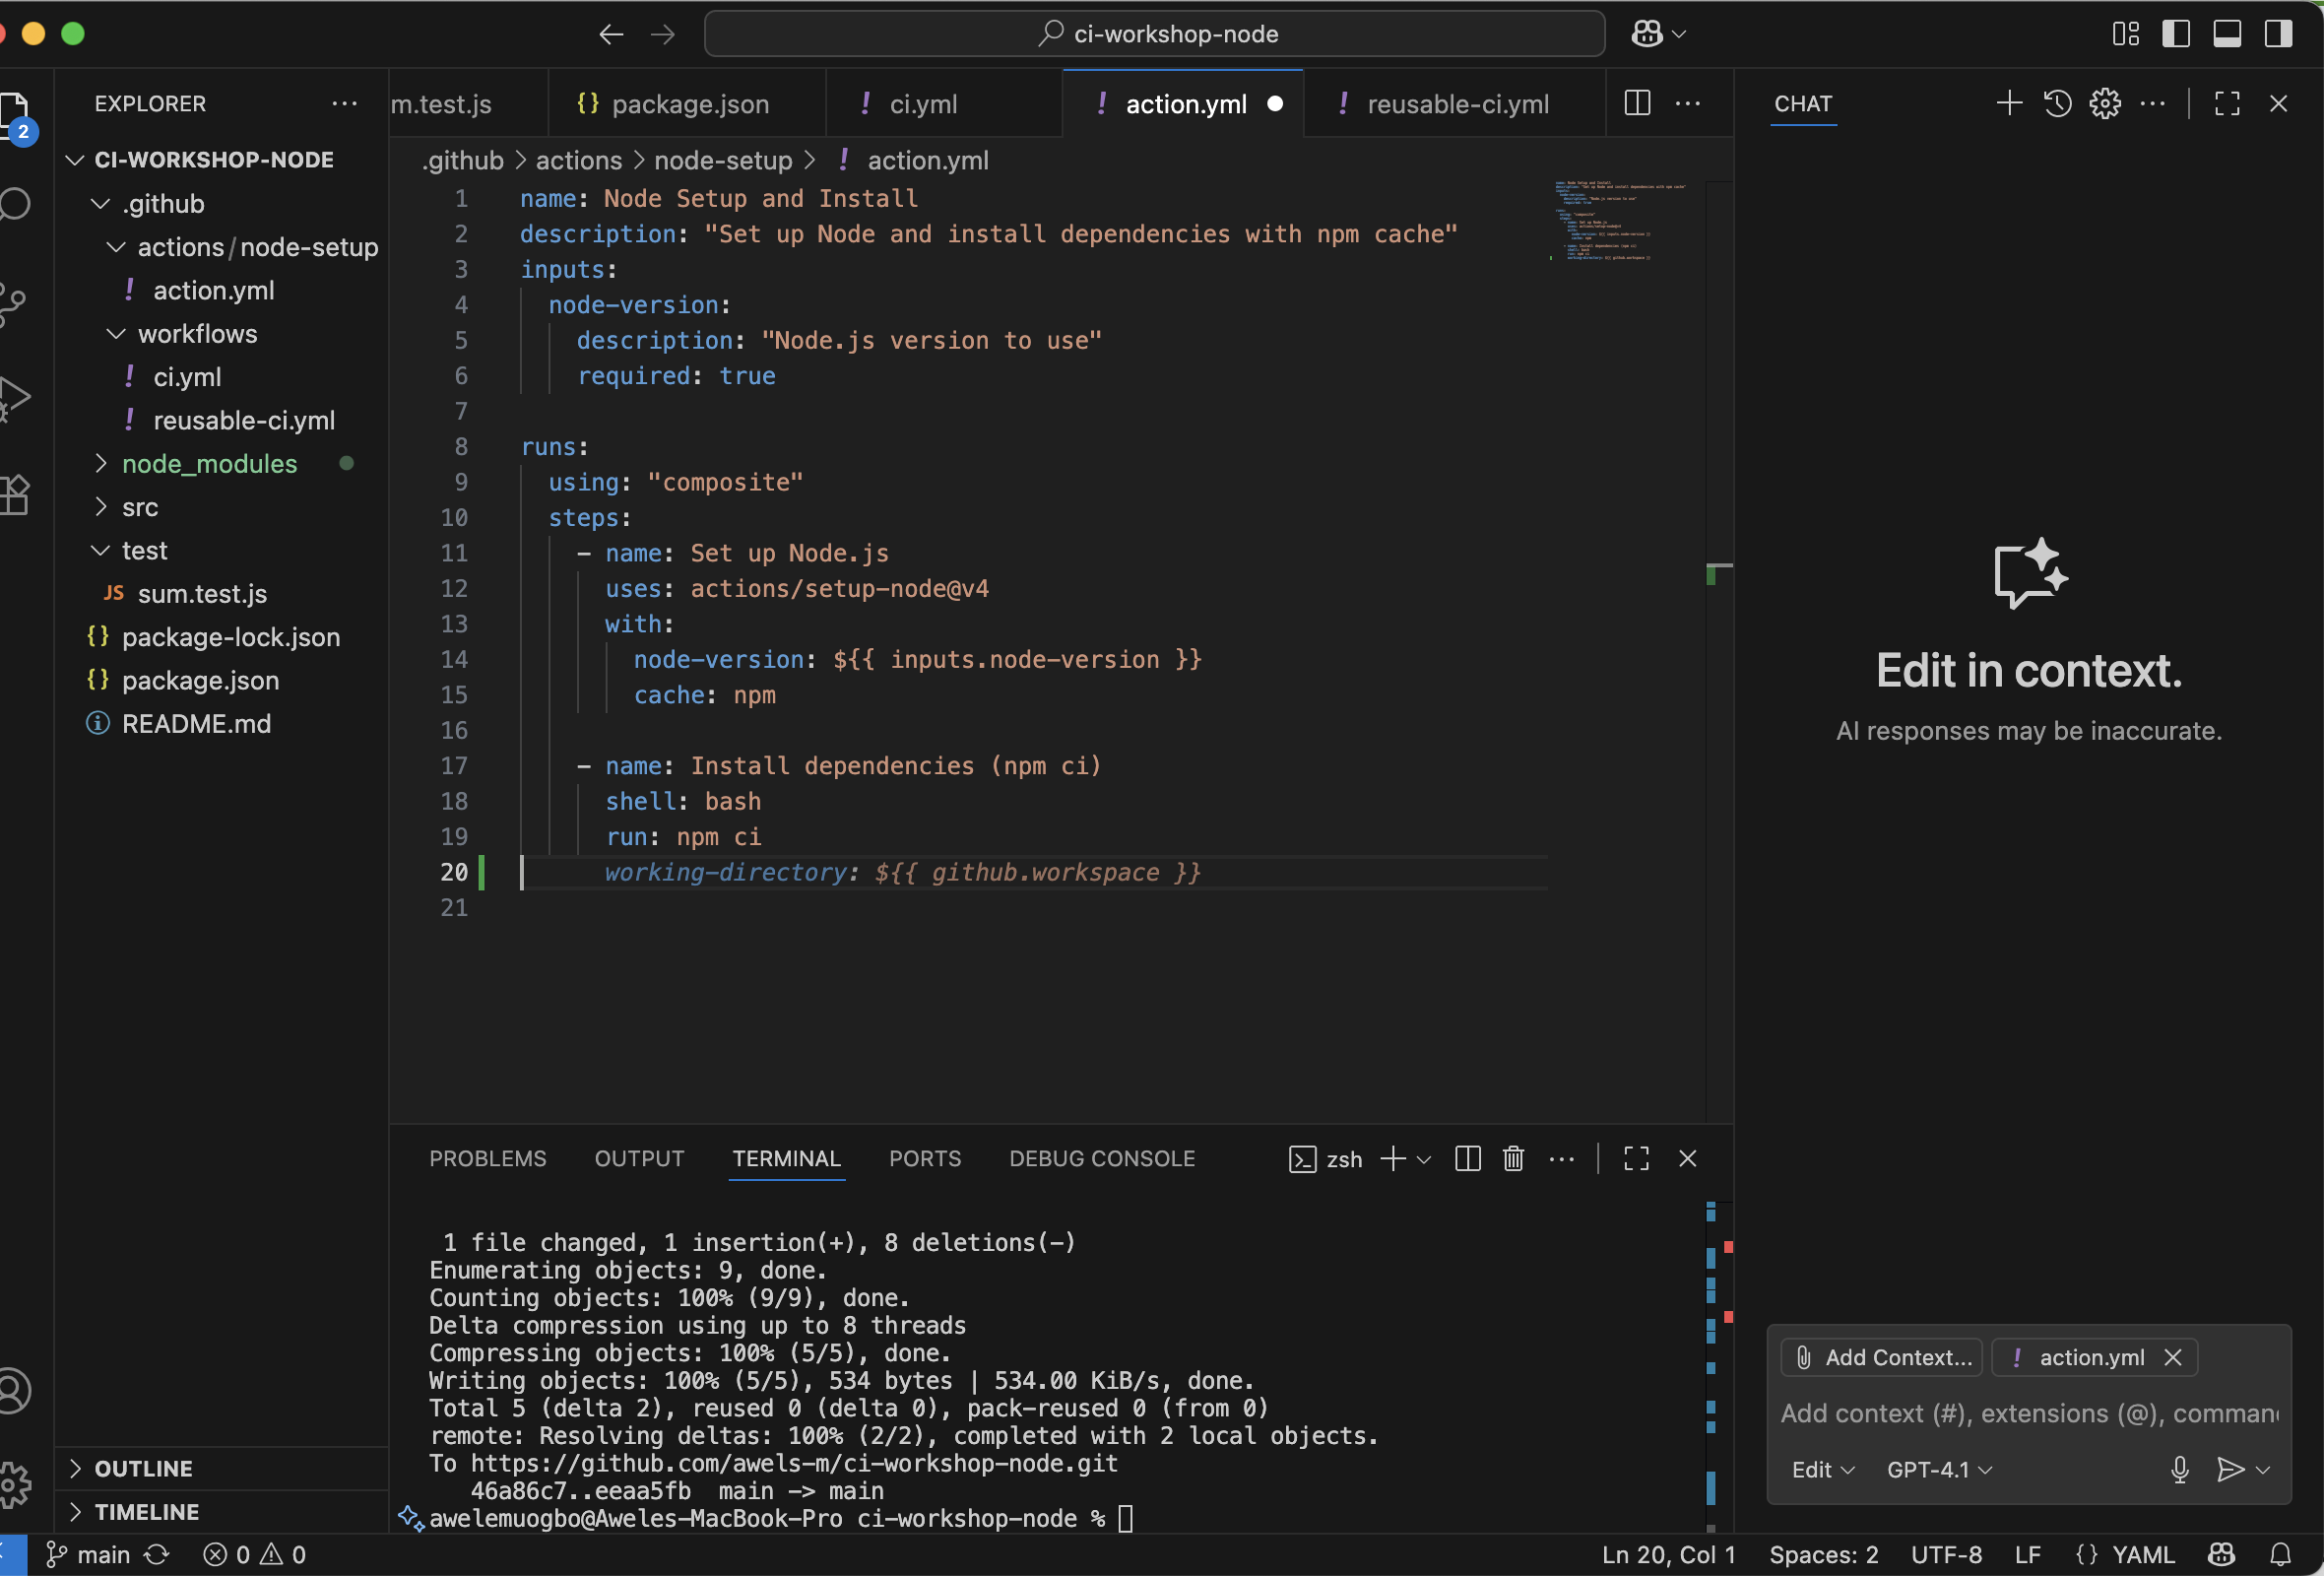 ci-workshop-node
EXPLORER
2
CI-WORKSHOP-NODE
.github
actions/node-setup
! action.yml
workflows
! ci.yml
! reusable-ci.yml
node_modules
src
test
JS sum.test.js
{} package-lock.json
{} package.json
README.md
OUTLINE
TIMELINE
m.test.js
{} package.json
! ci.yml
! action.yml
! reusable-ci.yml
.github > actions > node-setup > ! action.yml
1 name: Node Setup and Install
2 description: "Set up Node and install dependencies with npm cache"
3 inputs:
4 node-version:
5 description: "Node.js version to use"
6 required: true
7
8 runs:
9 using: "composite"
10 steps:
11 - name: Set up Node.js
12 uses: actions/setup-node@v4
13 with:
14 node-version: ${{ inputs.node-version }}
15 cache: npm
16
17 - name: Install dependencies (npm ci)
18 shell: bash
19 run: npm ci
20 working-directory: ${{ github.workspace }}
21
PROBLEMS OUTPUT TERMINAL PORTS DEBUG CONSOLE
zsh
1 file changed, 1 insertion(+), 8 deletions(-)
Enumerating objects: 9, done.
Counting objects: 100% (9/9), done.
Delta compression using up to 8 threads
Compressing objects: 100% (5/5), done.
Writing objects: 100% (5/5), 534 bytes | 534.00 KiB/s, done.
Total 5 (delta 2), reused 0 (delta 0), pack-reused 0 (from 0)
remote: Resolving deltas: 100% (2/2), completed with 2 local objects.
To https://github.com/awels-m/ci-workshop-node.git
46a86c7..eeaa5fb main -> main
awelemuogbo@Aweles-MacBook-Pro ci-workshop-node %
CHAT
Edit in context.
AI responses may be inaccurate.
Add Context...
! action.yml
Add context (#), extensions (@), comman
Edit
GPT-4.1
main
0
0
Ln 20, Col 1
Spaces: 2
UTF-8
LF
{} YAML